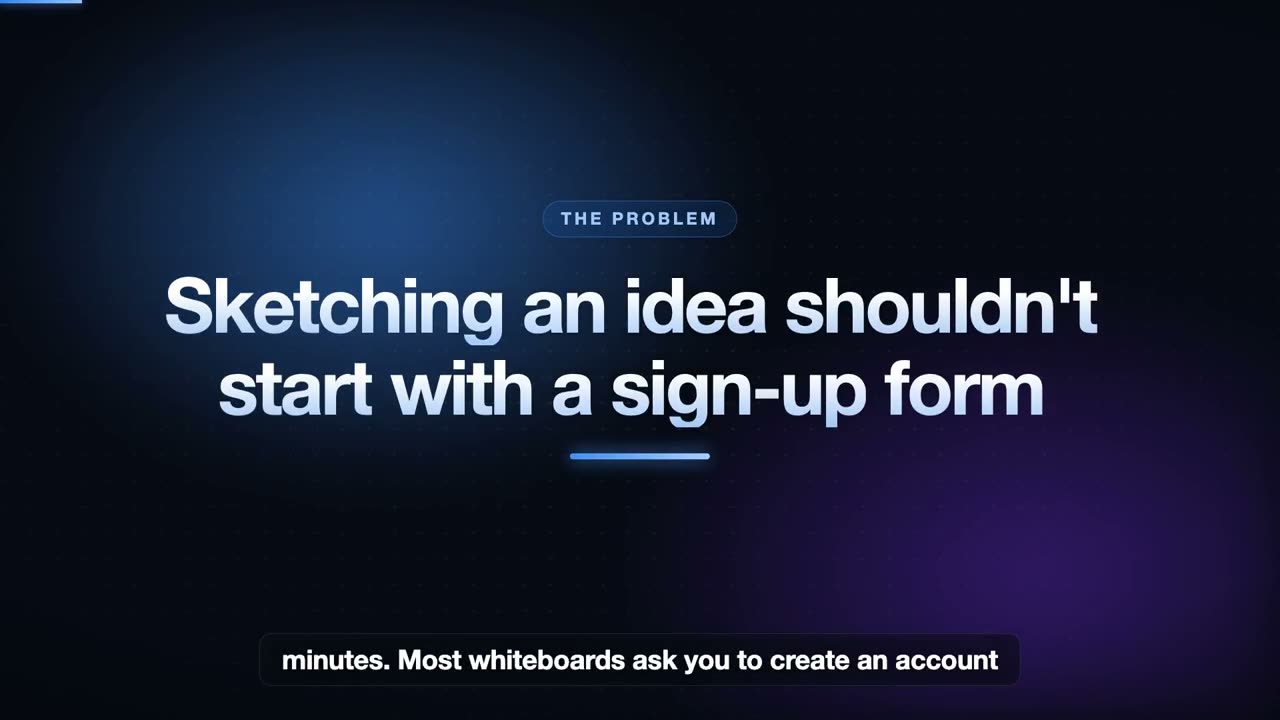 THE PROBLEM
Sketching an idea shouldn't
start with a sign-up form
minutes. Most whiteboards ask you to create an account